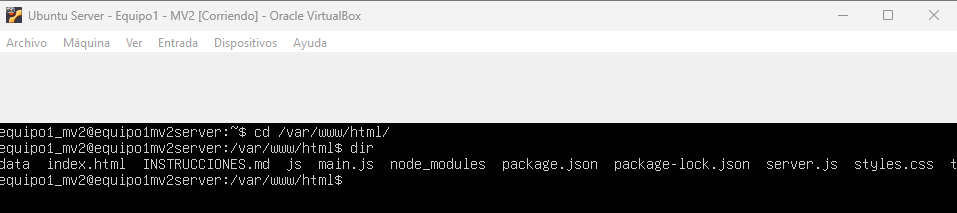 Ubuntu Server - Equipo1 - MV2 [Corriendo] - Oracle VirtualBox
Archivo Máquina Ver Entrada Dispositivos Ayuda
equipo1_mv2@equipo1mv2server:~$ cd /var/www/html/
equipo1_mv2@equipo1mv2server:/var/www/html$ dir
data index.html INSTRUCCIONES.md js main.js node_modules package.json package-lock.json server.js styles.css
equipo1_mv2@equipo1mv2server:/var/www/html$